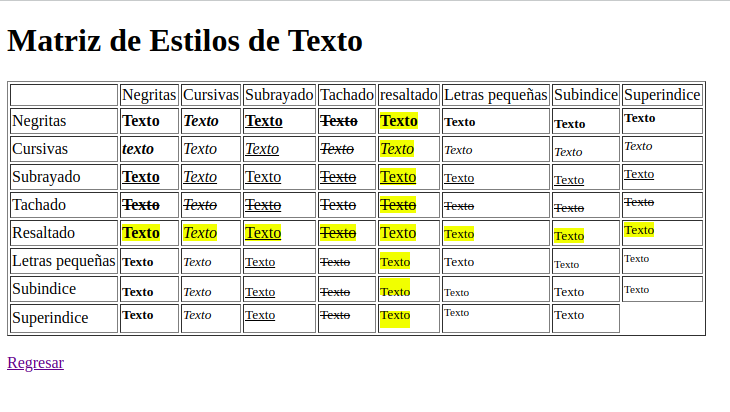 Matriz de Estilos de Texto
Negritas Cursivas Subrayado Tachado resaltado Letras pequeñas Subindice Superindice
Negritas Texto Texto Texto Texto Texto Texto Texto Texto
Cursivas texto Texto Texto Texto Texto Texto Texto Texto
Subrayado Texto Texto Texto Texto Texto Texto Texto Texto
Tachado Texto Texto Texto Texto Texto Texto Texto Texto
Resaltado Texto Texto Texto Texto Texto Texto Texto Texto
Letras pequeñas Texto Texto Texto Texto Texto Texto Texto Texto
Subindice Texto Texto Texto Texto Texto Texto Texto Texto
Superindice Texto Texto Texto Texto Texto Texto Texto
Regresar